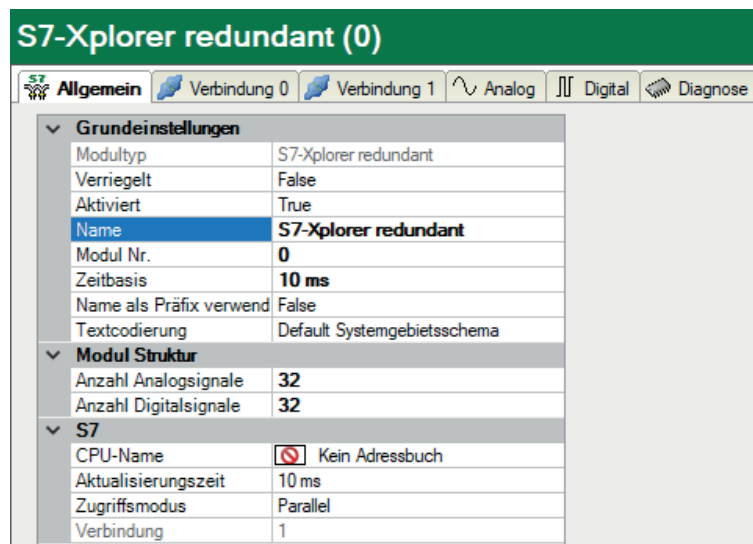 S7-Xplorer redundant (0)
S7 Allgemein Verbindung 0 Verbindung 1 Analog Digital Diagnose
Grundeinstellungen
Modultyp S7-Xplorer redundant
Verriegelt False
Aktiviert True
Name S7-Xplorer redundant
Modul Nr. 0
Zeitbasis 10 ms
Name als Präfix verwend False
Textcodierung Default Systemgebietsschema
Modul Struktur
Anzahl Analogsignale 32
Anzahl Digitalsignale 32
S7
CPU-Name Kein Adressbuch
Aktualisierungszeit 10 ms
Zugriffsmodus Parallel
Verbindung 1